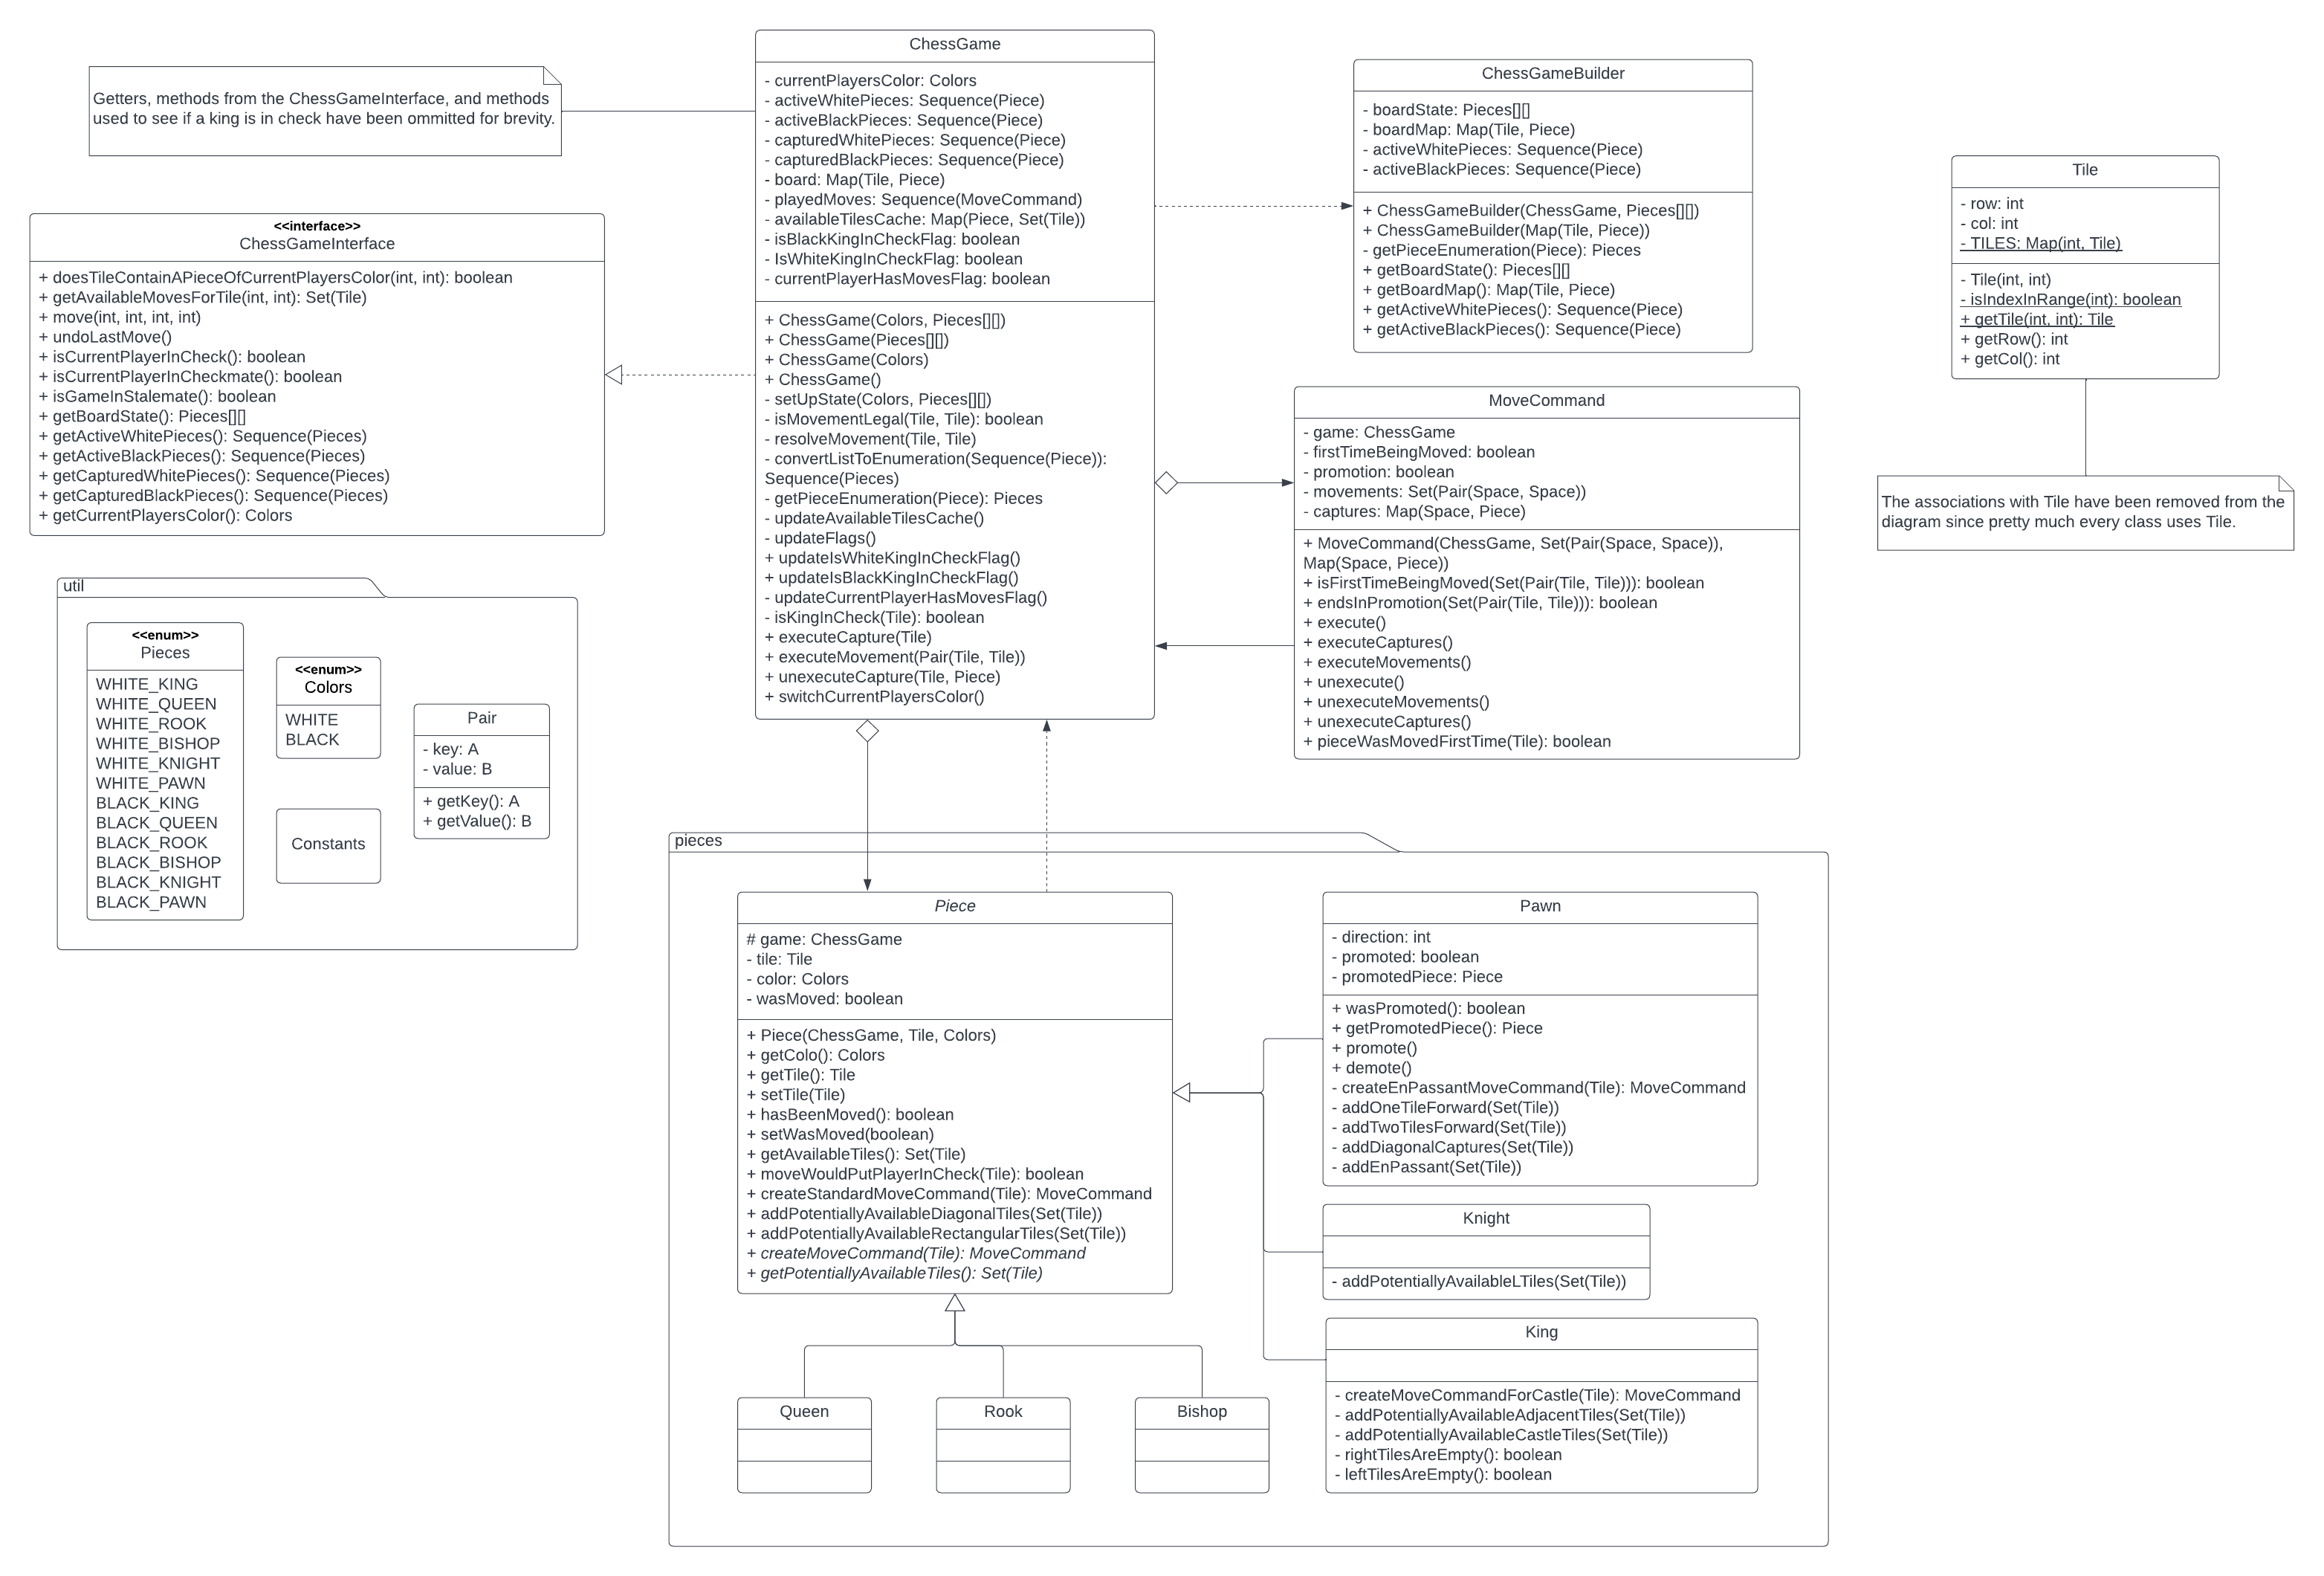 ChessGame
- currentPlayersColor: Colors
- activeWhitePieces: Sequence(Piece)
- activeBlackPieces: Sequence(Piece)
- capturedWhitePieces: Sequence(Piece)
- capturedBlackPieces: Sequence(Piece)
- board: Map(Tile, Piece)
- playedMoves: Sequence(MoveCommand)
- availableTilesCache: Map(Piece, Set(Tile))
- isBlackKingInCheckFlag: boolean
- IsWhiteKingInCheckFlag: boolean
- currentPlayerHasMovesFlag: boolean
+ ChessGame(Colors, Pieces[][])
+ ChessGame(Pieces[][])
+ ChessGame(Colors)
+ ChessGame()
- setUpState(Colors, Pieces[][])
- isMovementLegal(Tile, Tile): boolean
- resolveMovement(Tile, Tile)
- convertListToEnumeration(Sequence(Piece)):
Sequence(Pieces)
- getPieceEnumeration(Piece): Pieces
- updateAvailableTilesCache()
- updateFlags()
+ updateIsWhiteKingInCheckFlag()
+ updateIsBlackKingInCheckFlag()
- updateCurrentPlayerHasMovesFlag()
- isKingInCheck(Tile): boolean
+ executeCapture(Tile)
+ executeMovement(Pair(Tile, Tile))
+ unexecuteCapture(Tile, Piece)
+ switchCurrentPlayersColor()
Getters, methods from the ChessGameInterface, and methods
used to see if a king is in check have been ommitted for brevity.
<<interface>>
ChessGameInterface
+ doesTileContainAPieceOfCurrentPlayersColor(int, int): boolean
+ getAvailableMovesForTile(int, int): Set(Tile)
+ move(int, int, int, int)
+ undoLastMove()
+ isCurrentPlayerInCheck(): boolean
+ isCurrentPlayerInCheckmate(): boolean
+ isGameInStalemate(): boolean
+ getBoardState(): Pieces[][]
+ getActiveWhitePieces(): Sequence(Pieces)
+ getActiveBlackPieces(): Sequence(Pieces)
+ getCapturedWhitePieces(): Sequence(Pieces)
+ getCapturedBlackPieces(): Sequence(Pieces)
+ getCurrentPlayersColor(): Colors
ChessGameBuilder
- boardState: Pieces[][]
- boardMap: Map(Tile, Piece)
- activeWhitePieces: Sequence(Piece)
- activeBlackPieces: Sequence(Piece)
+ ChessGameBuilder(ChessGame, Pieces[][])
+ ChessGameBuilder(Map(Tile, Piece))
- getPieceEnumeration(Piece): Pieces
+ getBoardState(): Pieces[][]
+ getBoardMap(): Map(Tile, Piece)
+ getActiveWhitePieces(): Sequence(Piece)
+ getActiveBlackPieces(): Sequence(Piece)
Tile
- row: int
- col: int
- TILES: Map(int, Tile)
- Tile(int, int)
- isIndexInRange(int): boolean
+ getTile(int, int): Tile
+ getRow(): int
+ getCol(): int
The associations with Tile have been removed from the
diagram since pretty much every class uses Tile.
MoveCommand
- game: ChessGame
- firstTimeBeingMoved: boolean
- promotion: boolean
- movements: Set(Pair(Space, Space))
- captures: Map(Space, Piece)
+ MoveCommand(ChessGame, Set(Pair(Space, Space)),
Map(Space, Piece))
+ isFirstTimeBeingMoved(Set(Pair(Tile, Tile))): boolean
+ endsInPromotion(Set(Pair(Tile, Tile))): boolean
+ execute()
+ executeCaptures()
+ executeMovements()
+ unexecute()
+ unexecuteMovements()
+ unexecuteCaptures()
+ pieceWasMovedFirstTime(Tile): boolean
util
<<enum>>
Pieces
WHITE_KING
WHITE_QUEEN
WHITE_ROOK
WHITE_BISHOP
WHITE_KNIGHT
WHITE_PAWN
BLACK_KING
BLACK_QUEEN
BLACK_ROOK
BLACK_BISHOP
BLACK_KNIGHT
BLACK_PAWN
<<enum>>
Colors
WHITE
BLACK
Constants
Pair
- key: A
- value: B
+ getKey(): A
+ getValue(): B
pieces
Piece
# game: ChessGame
- tile: Tile
- color: Colors
- wasMoved: boolean
+ Piece(ChessGame, Tile, Colors)
+ getColo(): Colors
+ getTile(): Tile
+ setTile(Tile)
+ hasBeenMoved(): boolean
+ setWasMoved(boolean)
+ getAvailableTiles(): Set(Tile)
+ moveWouldPutPlayerInCheck(Tile): boolean
+ createStandardMoveCommand(Tile): MoveCommand
+ addPotentiallyAvailableDiagonalTiles(Set(Tile))
+ addPotentiallyAvailableRectangularTiles(Set(Tile))
+ createMoveCommand(Tile): MoveCommand
+ getPotentiallyAvailableTiles(): Set(Tile)
Pawn
- direction: int
- promoted: boolean
- promotedPiece: Piece
+ wasPromoted(): boolean
+ getPromotedPiece(): Piece
+ promote()
+ demote()
- createEnPassantMoveCommand(Tile): MoveCommand
- addOneTileForward(Set(Tile))
- addTwoTilesForward(Set(Tile))
- addDiagonalCaptures(Set(Tile))
- addEnPassant(Set(Tile))
Knight
- addPotentiallyAvailableLTiles(Set(Tile))
King
- createMoveCommandForCastle(Tile): MoveCommand
- addPotentiallyAvailableAdjacentTiles(Set(Tile))
- addPotentiallyAvailableCastleTiles(Set(Tile))
- rightTilesAreEmpty(): boolean
- leftTilesAreEmpty(): boolean
Queen
Rook
Bishop